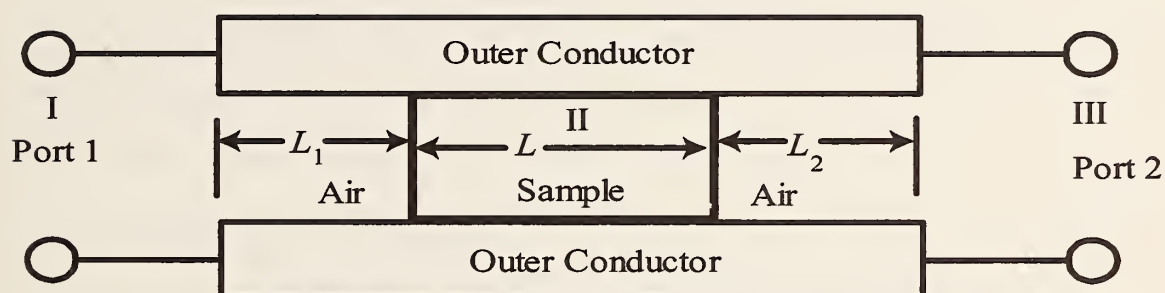 Outer Conductor
I
II
III
Port 1
L₁
L
L₂
Port 2
Air
Sample
Air
Outer Conductor